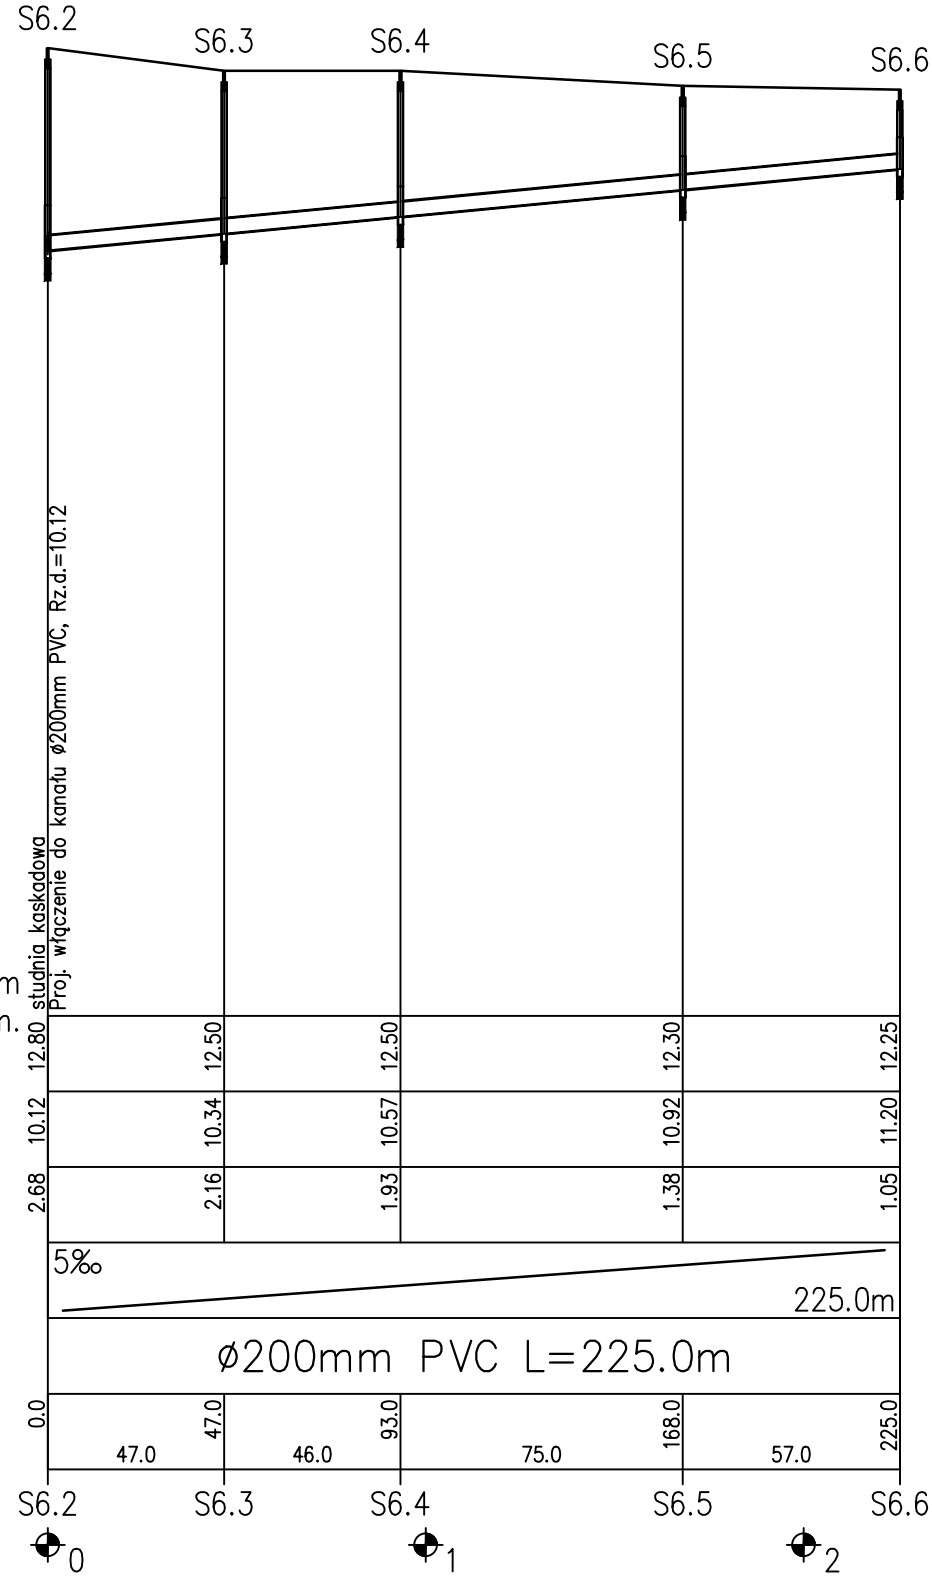 S6.2
S6.3
S6.4
S6.5
S6.6
studnia kaskadowa
Proj. włączenie do kanału ø200mm PVC, Rz.d.=10.12
m
n.
12.80
12.50
12.50
12.30
12.25
10.12
10.34
10.57
10.92
11.20
2.68
2.16
1.93
1.38
1.05
5‰
225.0m
ø200mm PVC L=225.0m
0.0
47.0
93.0
168.0
225.0
47.0
46.0
75.0
57.0
S6.2
S6.3
S6.4
S6.5
S6.6
0
1
2